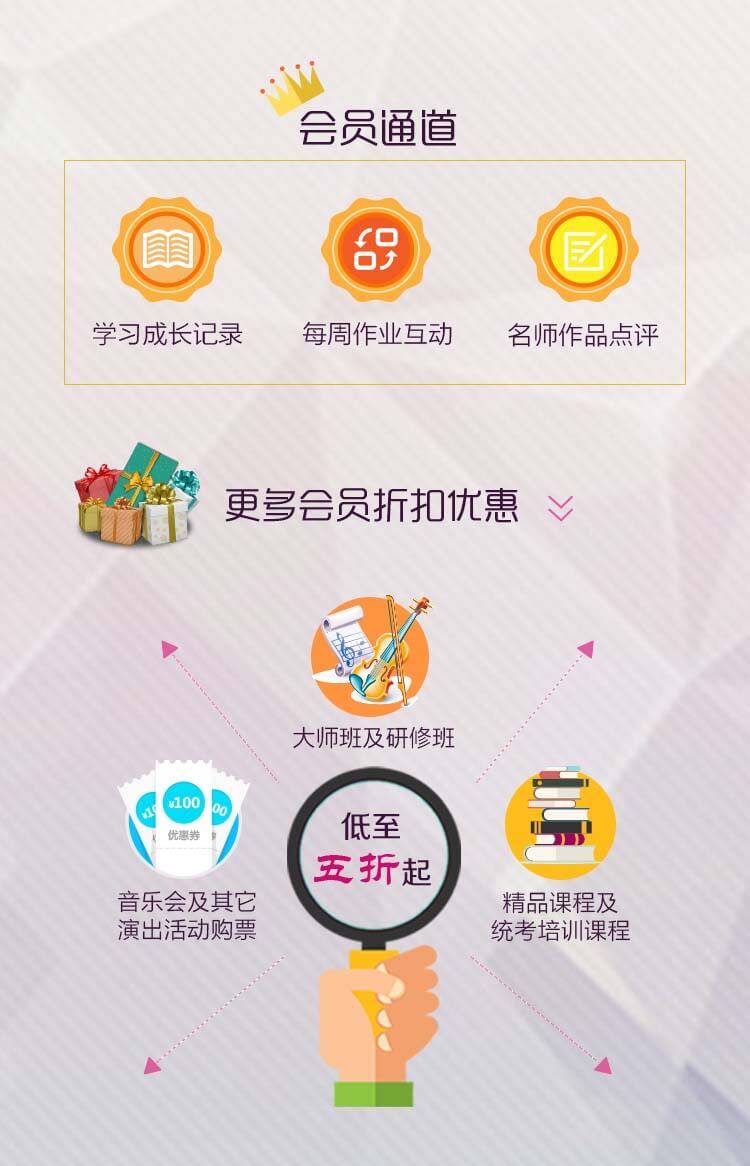 会员通道
学习成长记录
每周作业互动
名师作品点评
更多会员折扣优惠
大师班及研修班
¥100
优惠券
音乐会及其它
演出活动购票
低至
五折起
精品课程及
统考培训课程